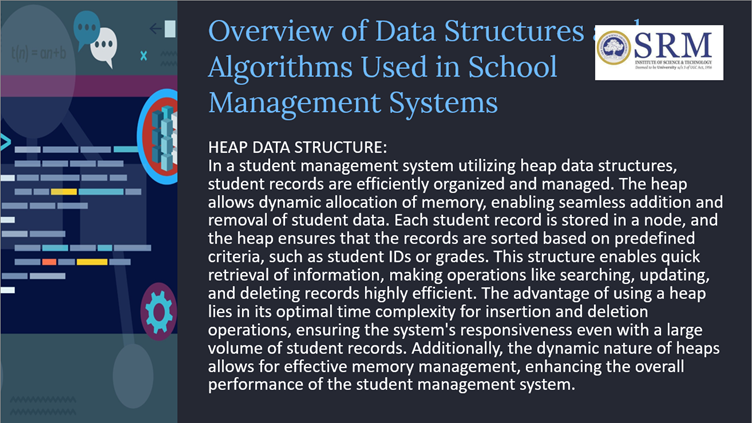 t(n) = an+b
Overview of Data Structures
Algorithms Used in School
Management Systems
SRM
INSTITUTE OF SCIENCE & TECHNOLOGY
Deemed to be University u/s 3 of UGC Act, 1956
HEAP DATA STRUCTURE:
In a student management system utilizing heap data structures,
student records are efficiently organized and managed. The heap
allows dynamic allocation of memory, enabling seamless addition and
removal of student data. Each student record is stored in a node, and
the heap ensures that the records are sorted based on predefined
criteria, such as student IDs or grades. This structure enables quick
retrieval of information, making operations like searching, updating,
and deleting records highly efficient. The advantage of using a heap
lies in its optimal time complexity for insertion and deletion
operations, ensuring the system's responsiveness even with a large
volume of student records. Additionally, the dynamic nature of heaps
allows for effective memory management, enhancing the overall
performance of the student management system.